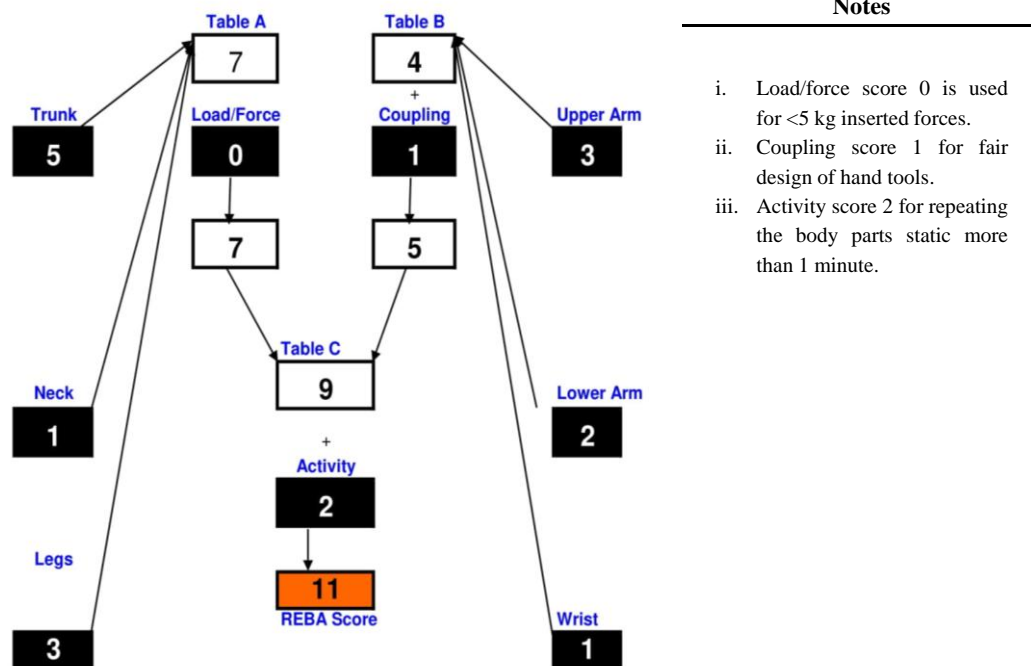 Notes
Table A
Table B
7
4
+
Trunk
Load/Force
Coupling
Upper Arm
5
0
1
3
7
5
Table C
9
Neck
Lower Arm
1
2
+
Activity
2
Legs
11
REBA Score
Wrist
3
1
i. Load/force score 0 is used
for <5 kg inserted forces.
ii. Coupling score 1 for fair
design of hand tools.
iii. Activity score 2 for repeating
the body parts static more
than 1 minute.